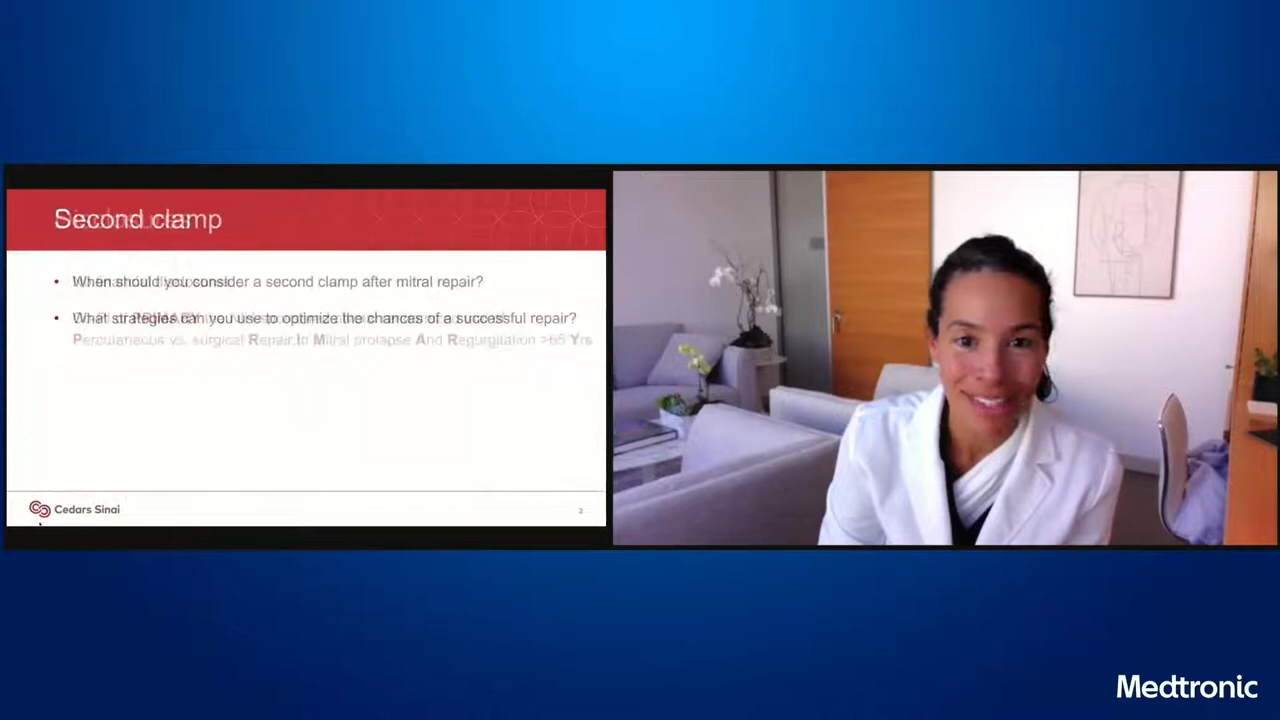 Second clamp
• When should you consider a second clamp after mitral repair?
• What strategies can you use to optimize the chances of a successful repair?
Percutaneous vs. surgical Repair In Mitral prolapse And Regurgitation >65 Yrs
Cedars Sinai
2
Medtronic